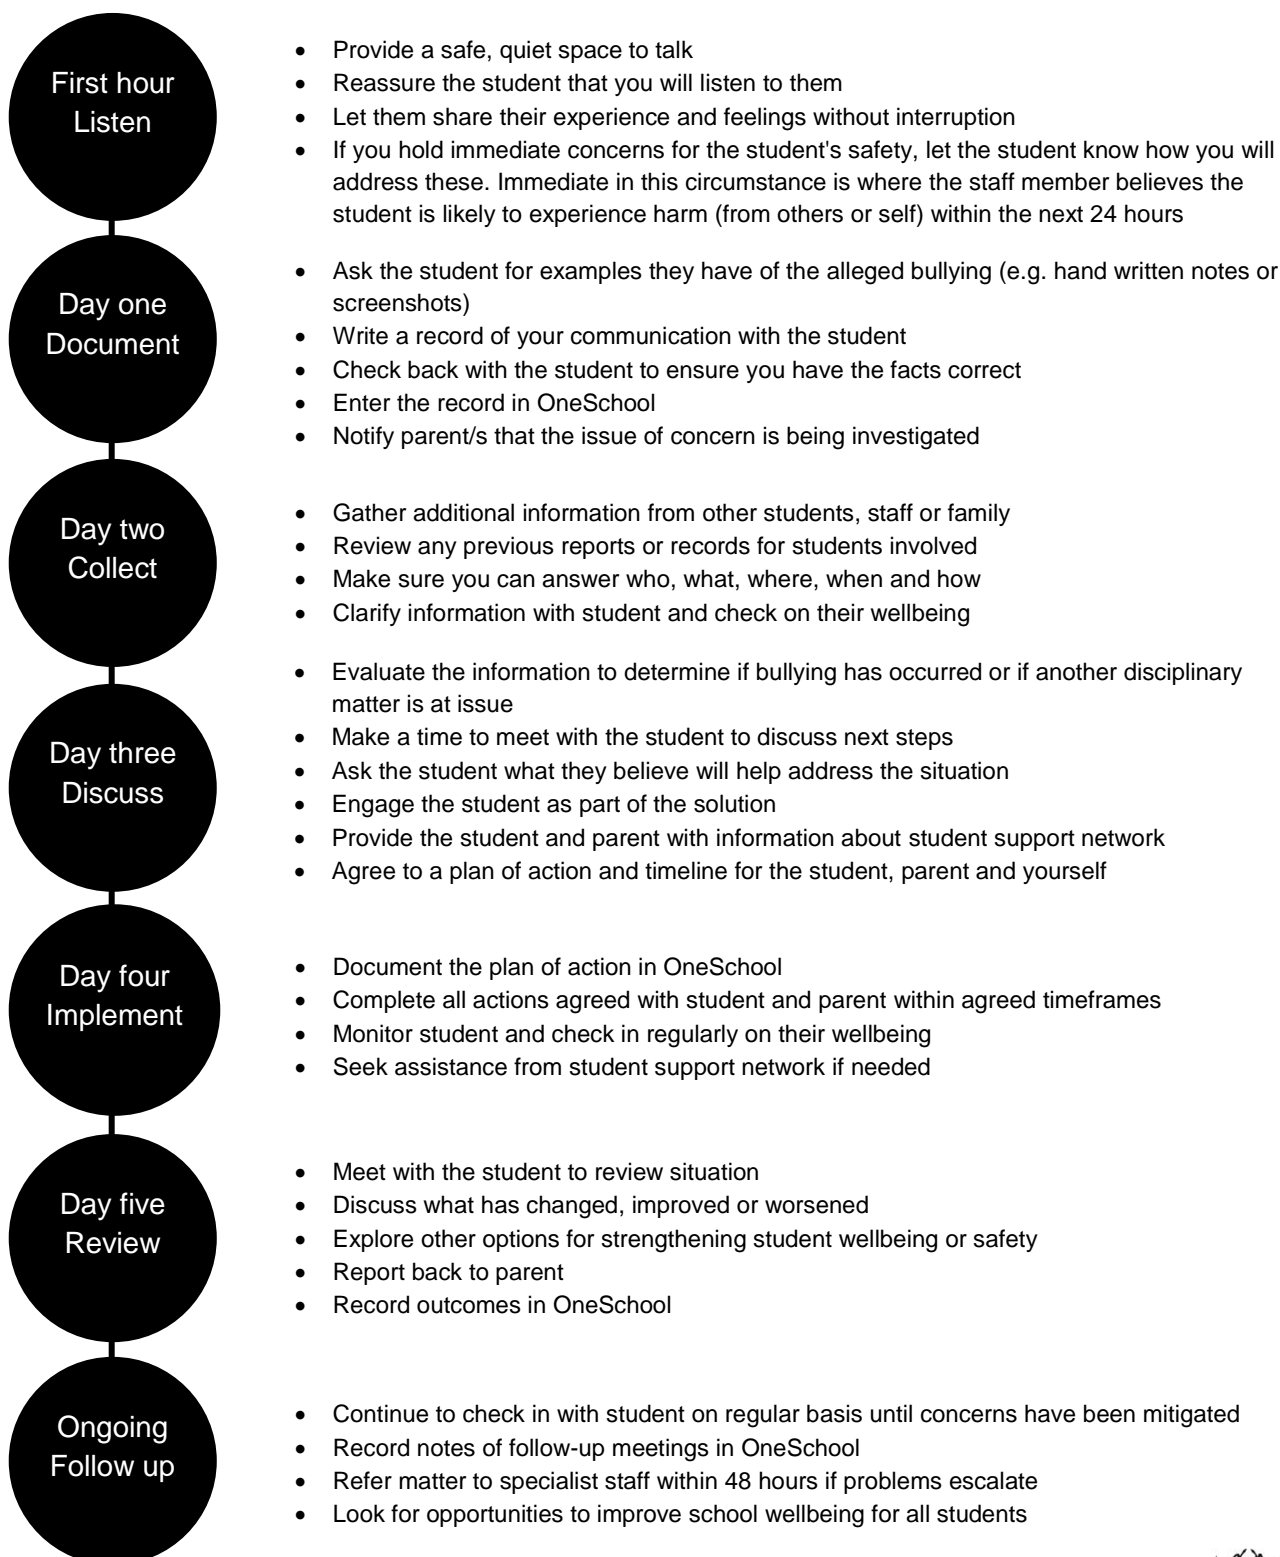 First hour
Listen
• Provide a safe, quiet space to talk
• Reassure the student that you will listen to them
• Let them share their experience and feelings without interruption
• If you hold immediate concerns for the student's safety, let the student know how you will
address these. Immediate in this circumstance is where the staff member believes the
student is likely to experience harm (from others or self) within the next 24 hours
Day one
Document
• Ask the student for examples they have of the alleged bullying (e.g. hand written notes or
screenshots)
• Write a record of your communication with the student
• Check back with the student to ensure you have the facts correct
• Enter the record in OneSchool
• Notify parent/s that the issue of concern is being investigated
Day two
Collect
• Gather additional information from other students, staff or family
• Review any previous reports or records for students involved
• Make sure you can answer who, what, where, when and how
• Clarify information with student and check on their wellbeing
Day three
Discuss
• Evaluate the information to determine if bullying has occurred or if another disciplinary
matter is at issue
• Make a time to meet with the student to discuss next steps
• Ask the student what they believe will help address the situation
• Engage the student as part of the solution
• Provide the student and parent with information about student support network
• Agree to a plan of action and timeline for the student, parent and yourself
Day four
Implement
• Document the plan of action in OneSchool
• Complete all actions agreed with student and parent within agreed timeframes
• Monitor student and check in regularly on their wellbeing
• Seek assistance from student support network if needed
Day five
Review
• Meet with the student to review situation
• Discuss what has changed, improved or worsened
• Explore other options for strengthening student wellbeing or safety
• Report back to parent
• Record outcomes in OneSchool
Ongoing
Follow up
• Continue to check in with student on regular basis until concerns have been mitigated
• Record notes of follow-up meetings in OneSchool
• Refer matter to specialist staff within 48 hours if problems escalate
• Look for opportunities to improve school wellbeing for all students